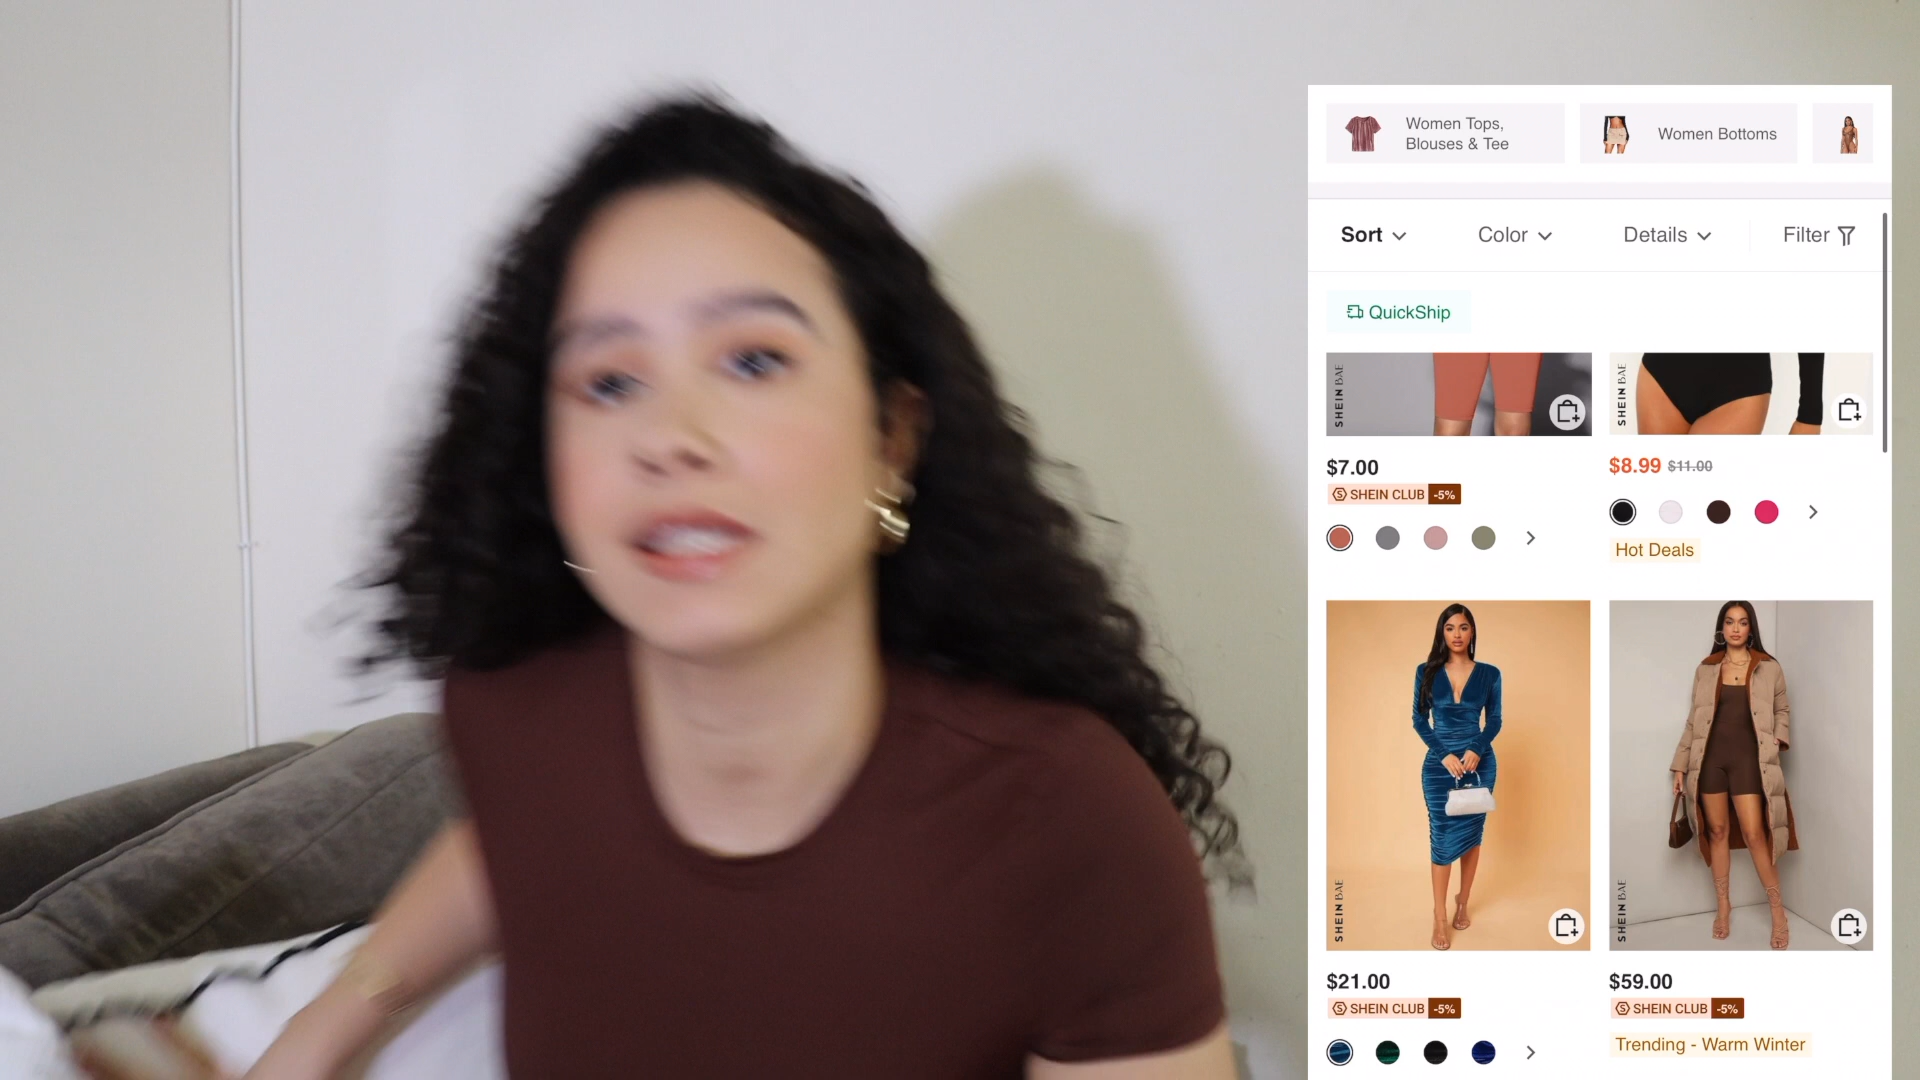 Women Tops,
Blouses & Tee
Women Bottoms
Sort
Color
Details
Filter
QuickShip
SHEIN BAE
SHEIN BAE
$7.00
SHEIN CLUB -5%
$8.99 $11.00
Hot Deals
SHEIN BAE
SHEIN BAE
$21.00
SHEIN CLUB -5%
$59.00
SHEIN CLUB -5%
Trending - Warm Winter